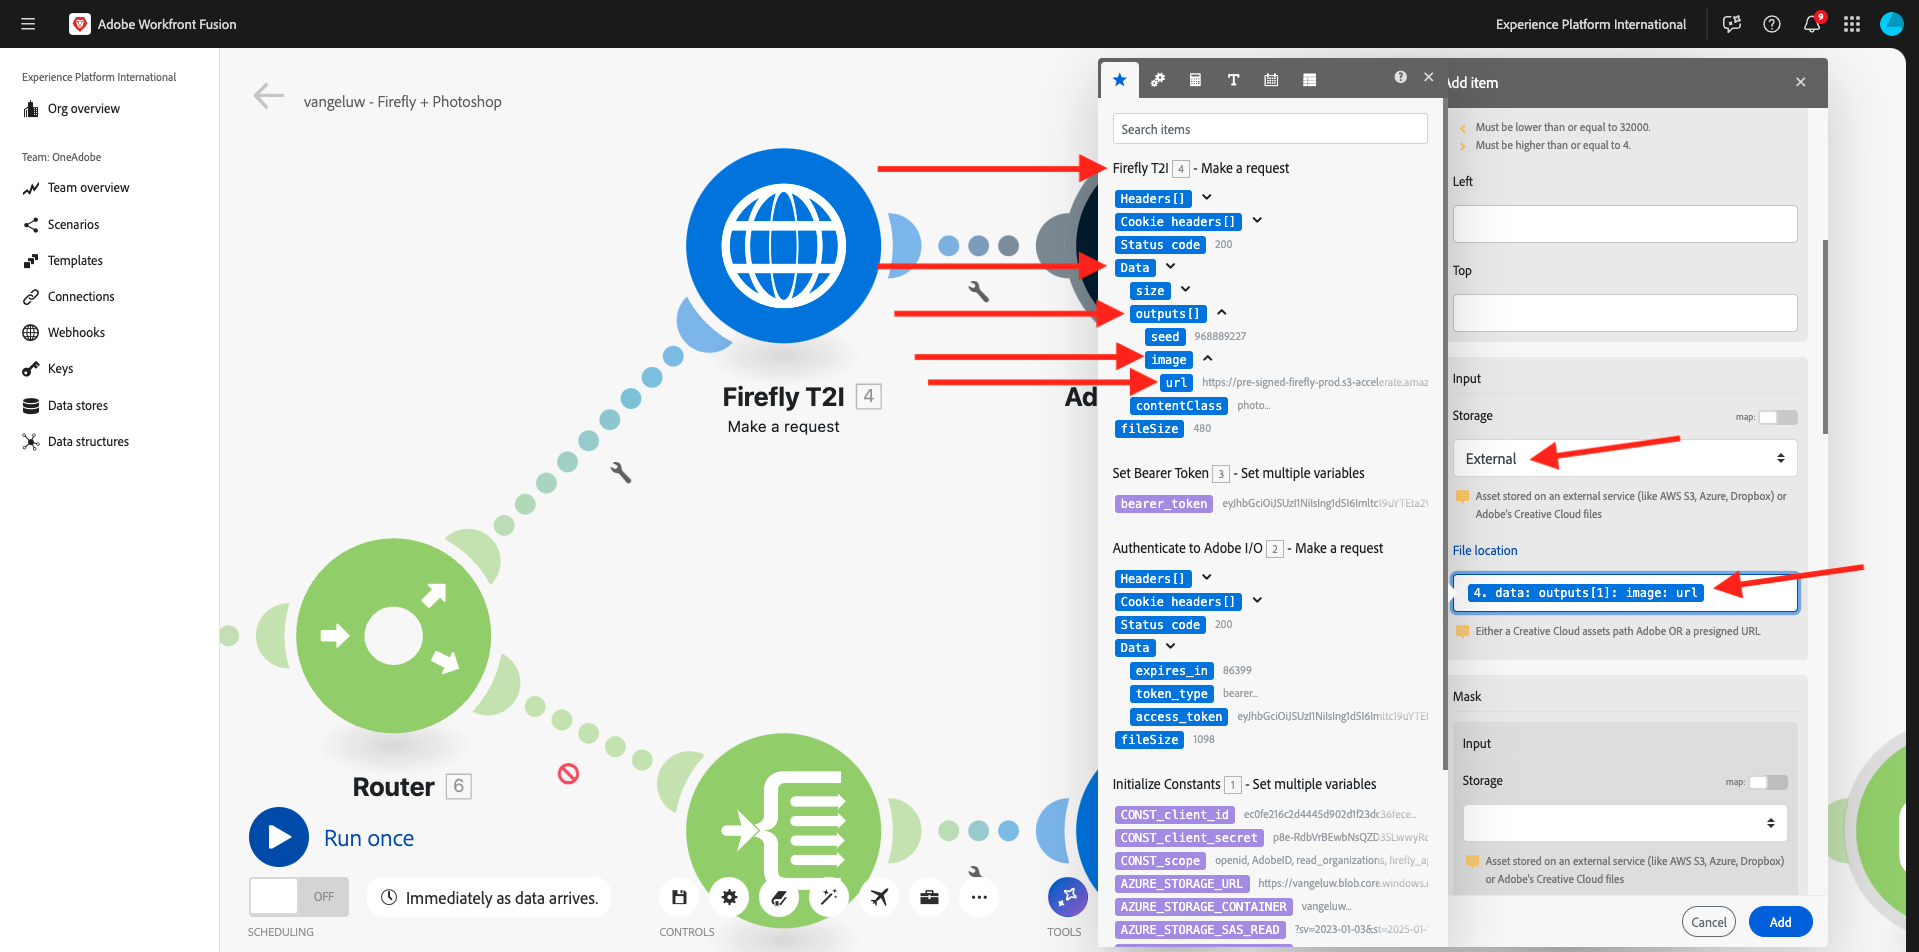 Adobe Workfront Fusion
Experience Platform International
9
Experience Platform International
Org overview
Team: OneAdobe
Team overview
Scenarios
Templates
Connections
Webhooks
Keys
Data stores
Data structures
vangeluw - Firefly + Photoshop
Firefly T2I 4
Make a request
Ad
Router 6
Run once
OFF
Immediately as data arrives.
SCHEDULING
CONTROLS
TOOLS
Search items
Firefly T2I 4 - Make a request
Headers[]
Cookie headers[]
Status code 200
Data
size
outputs[]
seed 968889227
image
url https://pre-signed-firefly-prod.s3-accelerate.amaz
contentClass photo...
fileSize 480
Set Bearer Token 3 - Set multiple variables
bearer_token
Authenticate to Adobe I/O 2 - Make a request
Headers[]
Cookie headers[]
Status code 200
Data
expires_in 86399
token_type bearer...
access_token
fileSize 1098
Initialize Constants 1 - Set multiple variables
CONST_client_id ec0fe216c2d4445d902d1f23dc36fece...
CONST_client_secret
CONST_scope openid, AdobeID, read_organizations, firefly_a
AZURE_STORAGE_URL https://vangeluw.blob.core.windows.
AZURE_STORAGE_CONTAINER vangeluw...
AZURE_STORAGE_SAS_READ ?sv=2023-01-03&st=2025-01-
Add item
Must be lower than or equal to 32000.
Must be higher than or equal to 4.
Left
Top
Input
Storage
map:
External
Asset stored on an external service (like AWS S3, Azure, Dropbox) or
Adobe's Creative Cloud files
File location
4. data: outputs[1]: image: url
Either a Creative Cloud assets path Adobe OR a presigned URL
Mask
Input
Storage
map:
Asset stored on an external service (like AWS S3, Azure, Dropbox)
or Adobe's Creative Cloud files
Cancel
Add